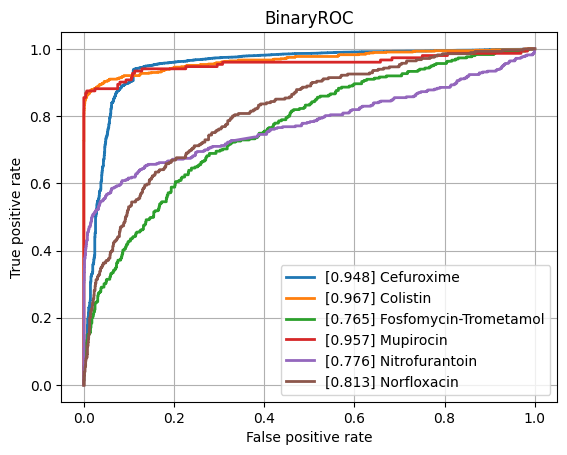 BinaryROC
True positive rate
1.0
0.8
0.6
0.4
0.2
0.0
[0.948] Cefuroxime
[0.967] Colistin
[0.765] Fosfomycin-Trometamol
[0.957] Mupirocin
[0.776] Nitrofurantoin
[0.813] Norfloxacin
0.0 0.2 0.4 0.6 0.8 1.0
False positive rate